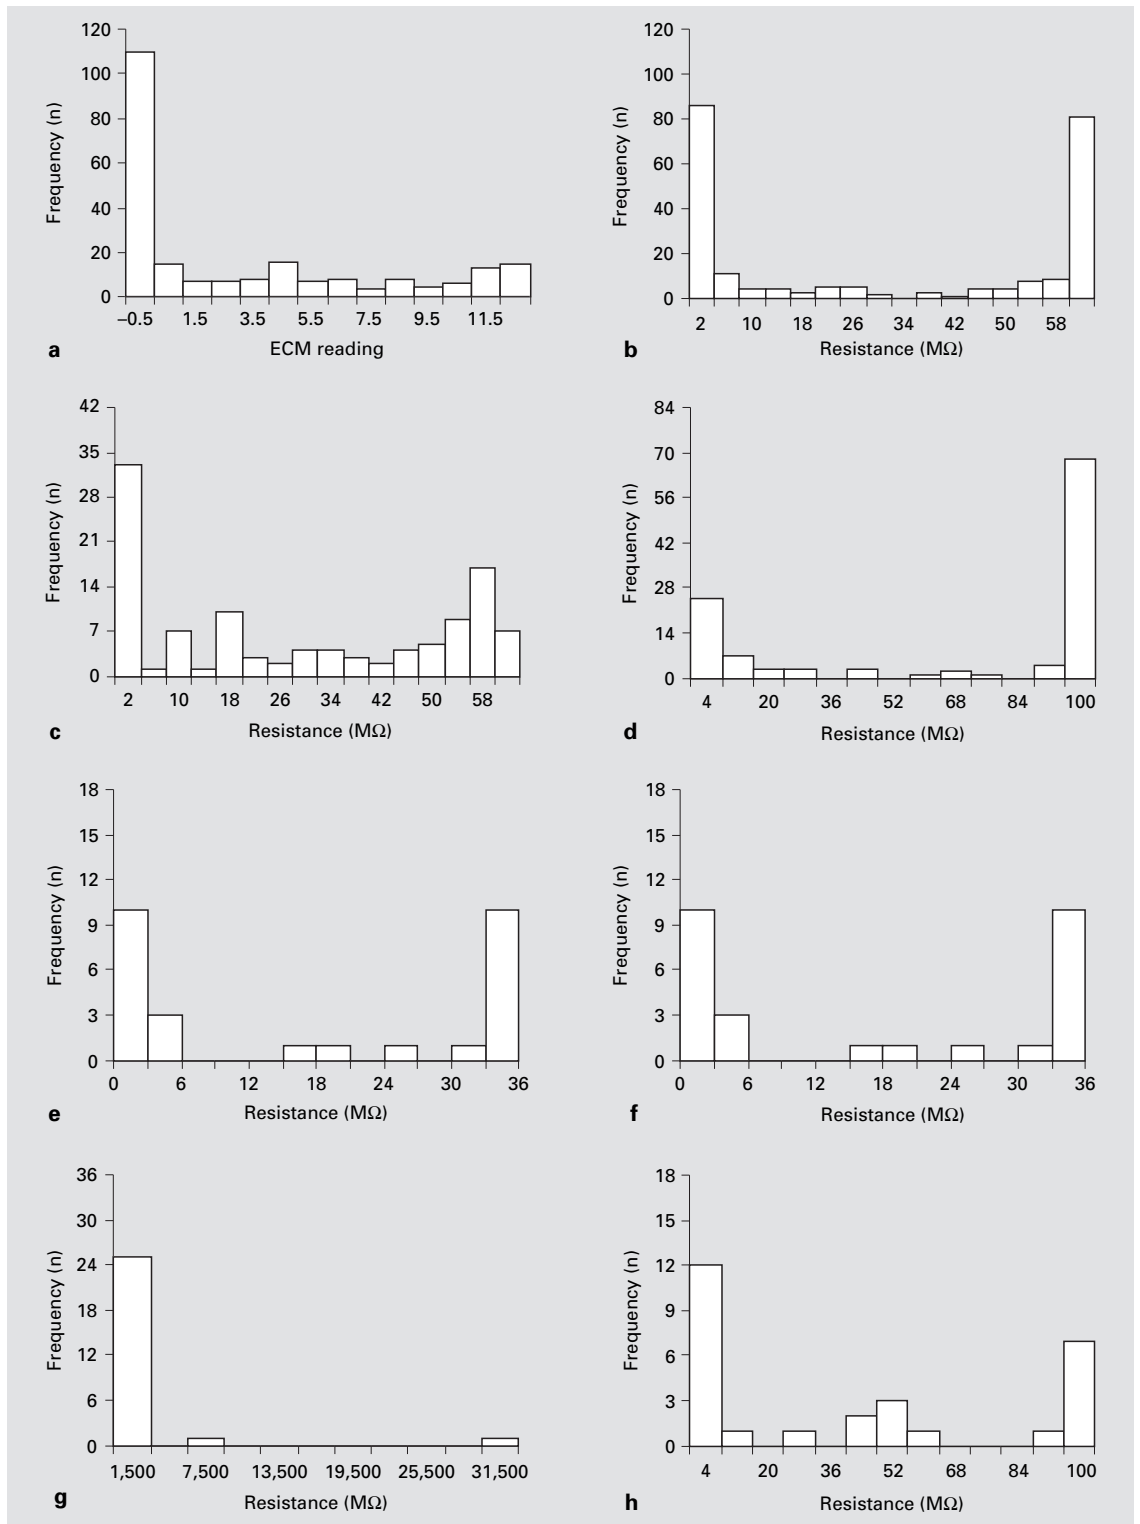 120
100
80
60
40
20
0
Frequency (n)
–0.5 1.5 3.5 5.5 7.5 9.5 11.5
ECM reading
a
120
100
80
60
40
20
0
Frequency (n)
2 10 18 26 34 42 50 58
Resistance (MΩ)
b
42
35
28
21
14
7
0
Frequency (n)
2 10 18 26 34 42 50 58
Resistance (MΩ)
c
84
70
56
42
28
14
0
Frequency (n)
4 20 36 52 68 84 100
Resistance (MΩ)
d
18
15
12
9
6
3
0
Frequency (n)
0 6 12 18 24 30 36
Resistance (MΩ)
e
18
15
12
9
6
3
0
Frequency (n)
0 6 12 18 24 30 36
Resistance (MΩ)
f
36
30
24
18
12
6
0
Frequency (n)
1,500 7,500 13,500 19,500 25,500 31,500
Resistance (MΩ)
g
18
15
12
9
6
3
0
Frequency (n)
4 20 36 52 68 84 100
Resistance (MΩ)
h